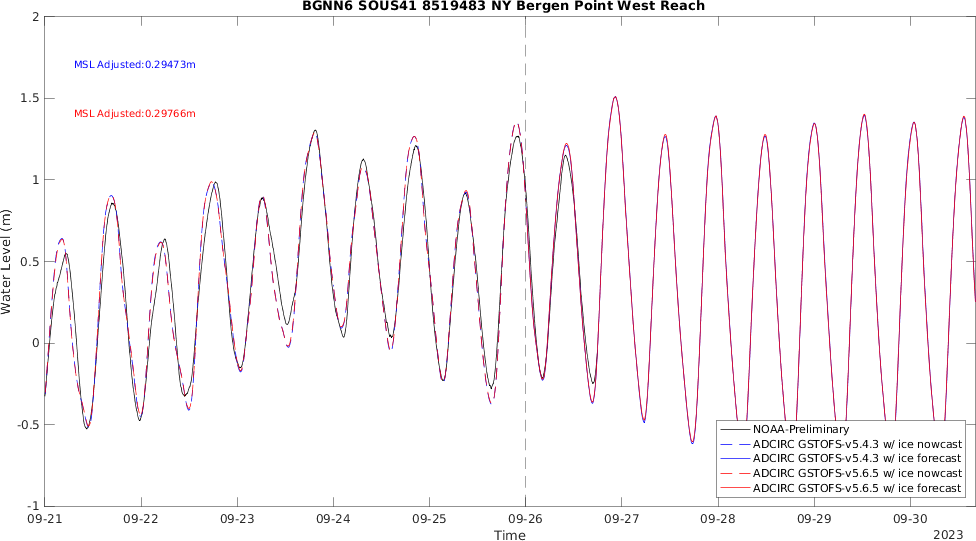 BGNN6 SOUS41 8519483 NY Bergen Point West Reach
2
MSL Adjusted:0.29473m
1.5
MSL Adjusted:0.29766m
1
Water Level (m)
0.5
0
-0.5
NOAA-Preliminary
ADCIRC GSTOFS-v5.4.3 w/ ice nowcast
ADCIRC GSTOFS-v5.4.3 w/ ice forecast
ADCIRC GSTOFS-v5.6.5 w/ ice nowcast
ADCIRC GSTOFS-v5.6.5 w/ ice forecast
-1
09-21 09-22 09-23 09-24 09-25 09-26 09-27 09-28 09-29 09-30
Time
2023